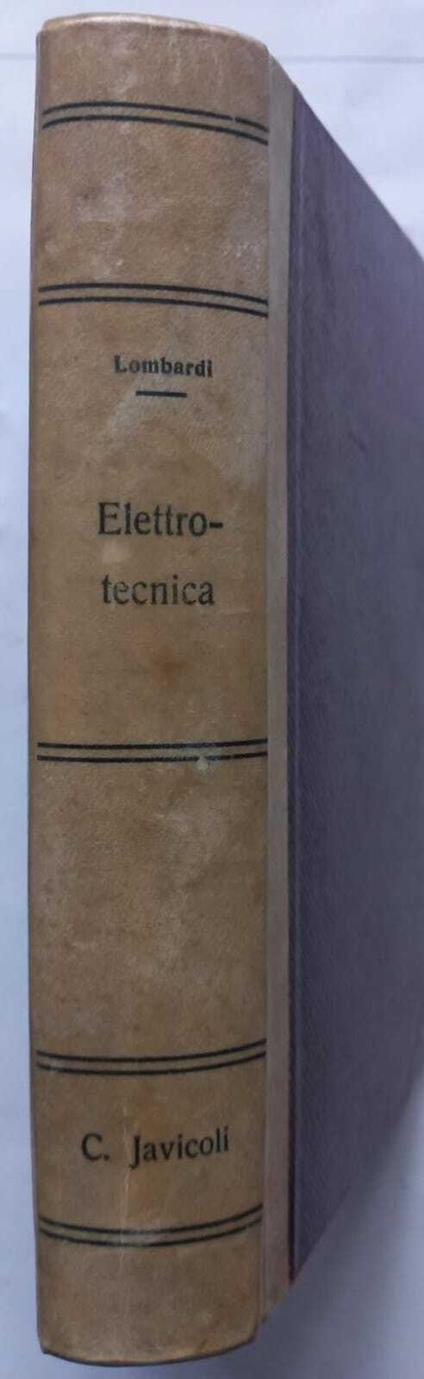 Lombardi
Elettro-
tecnica
C. Javicoli